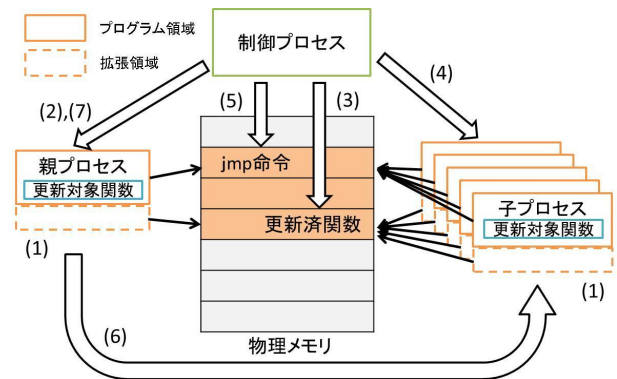 プログラム領域
拡張領域
制御プロセス
(2),(7)
(5)
(3)
(4)
親プロセス
更新対象関数
jmp命令
更新済関数
子プロセス
更新対象関数
(1)
(1)
(6)
物理メモリ